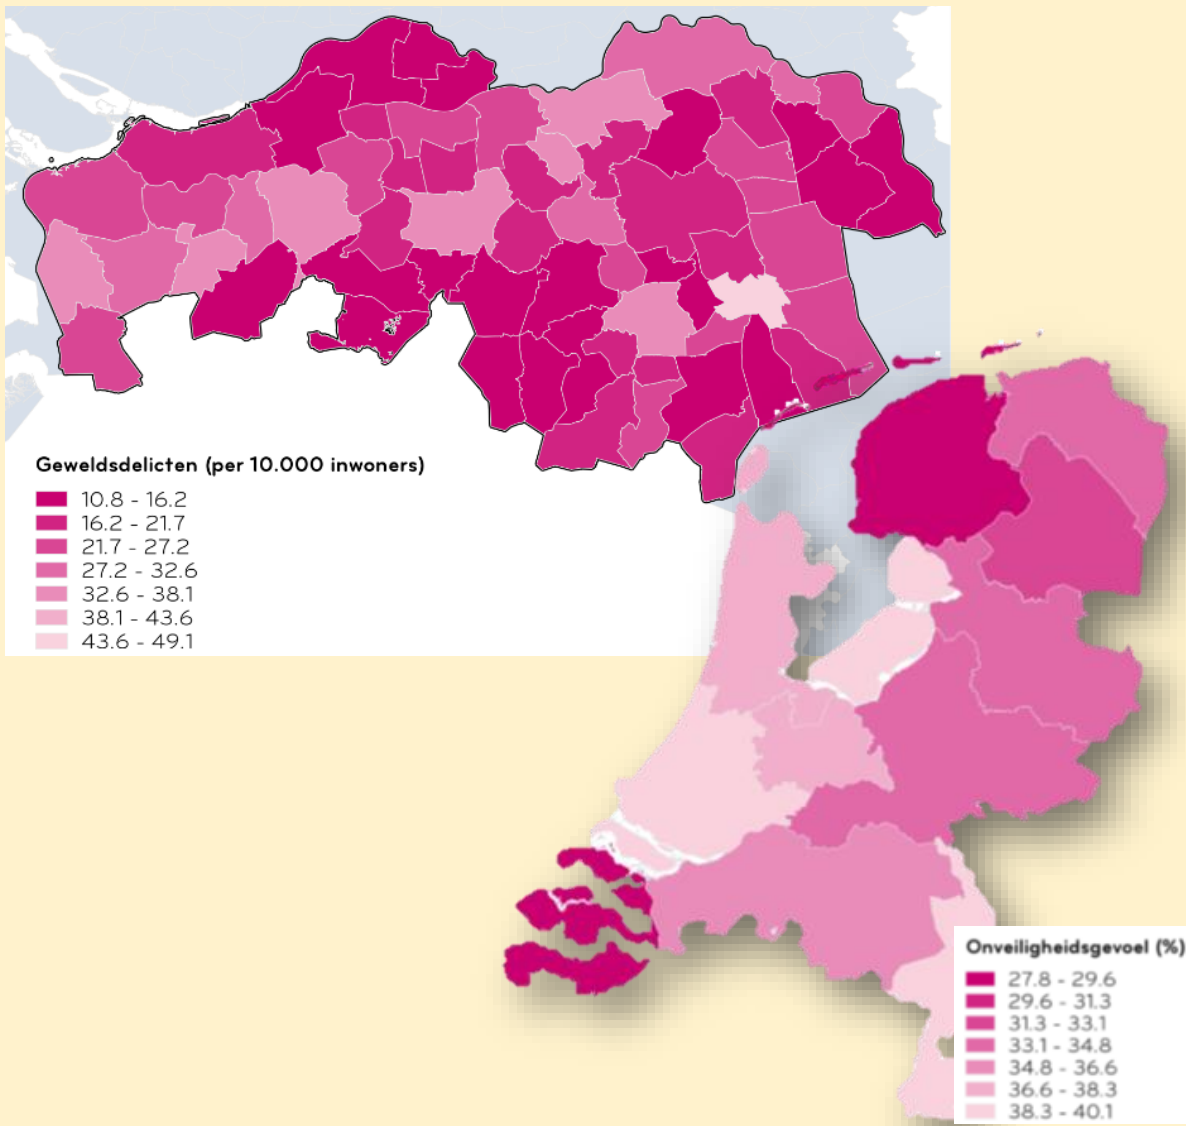 Geweldsdelicten (per 10.000 inwoners)
10.8 - 16.2
16.2 - 21.7
21.7 - 27.2
27.2 - 32.6
32.6 - 38.1
38.1 - 43.6
43.6 - 49.1
Onveiligheidsgevoel (%)
27.8 - 29.6
29.6 - 31.3
31.3 - 33.1
33.1 - 34.8
34.8 - 36.6
36.6 - 38.3
38.3 - 40.1